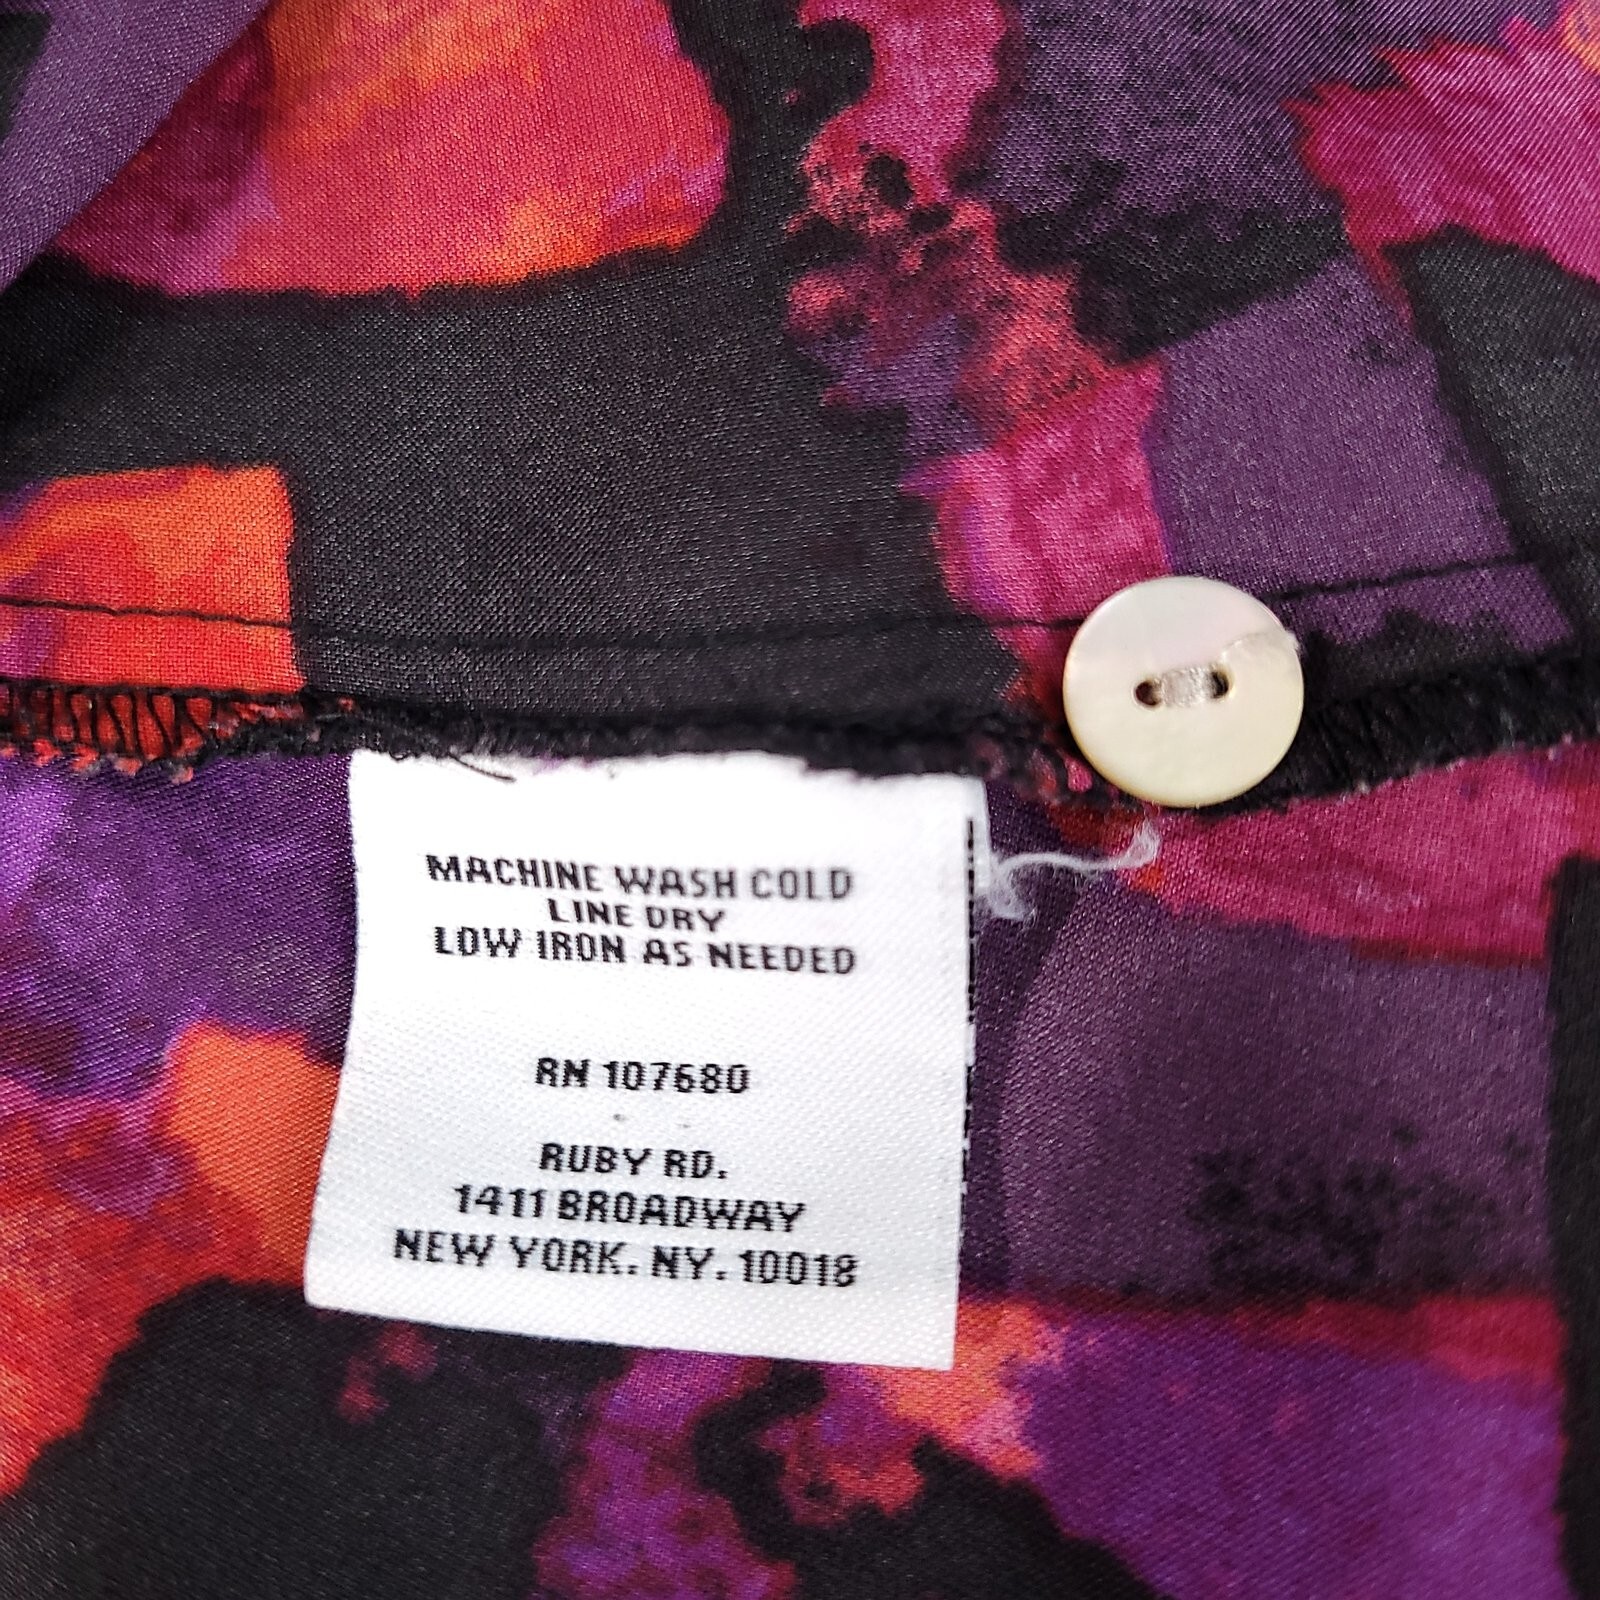 MACHINE WASH COLD
LINE DRY
LOW IRON AS NEEDED
RN 107680
RUBY RD.
1411 BROADWAY
NEW YORK. NY. 10018